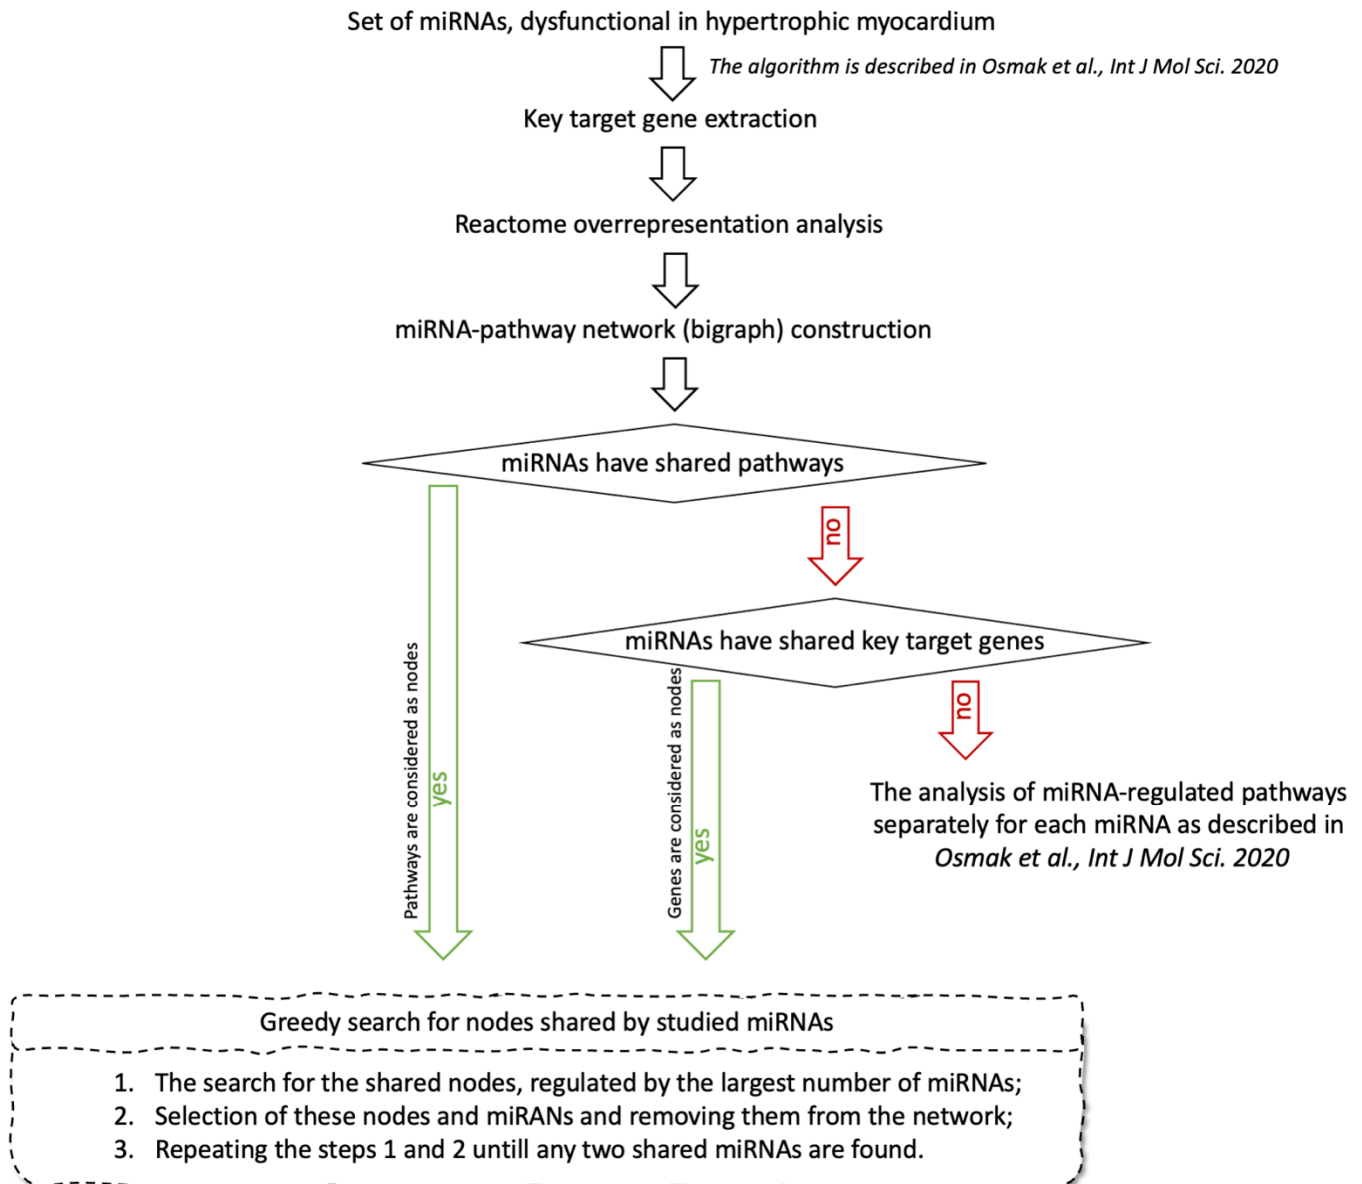 Set of miRNAs, dysfunctional in hypertrophic myocardium
The algorithm is described in Osmak et al., Int J Mol Sci. 2020
Key target gene extraction
Reactome overrepresentation analysis
miRNA-pathway network (bigraph) construction
miRNAs have shared pathways
no
miRNAs have shared key target genes
Pathways are considered as nodes
yes
Genes are considered as nodes
yes
no
The analysis of miRNA-regulated pathways
separately for each miRNA as described in
Osmak et al., Int J Mol Sci. 2020
Greedy search for nodes shared by studied miRNAs
1. The search for the shared nodes, regulated by the largest number of miRNAs;
2. Selection of these nodes and miRANs and removing them from the network;
3. Repeating the steps 1 and 2 untill any two shared miRNAs are found.